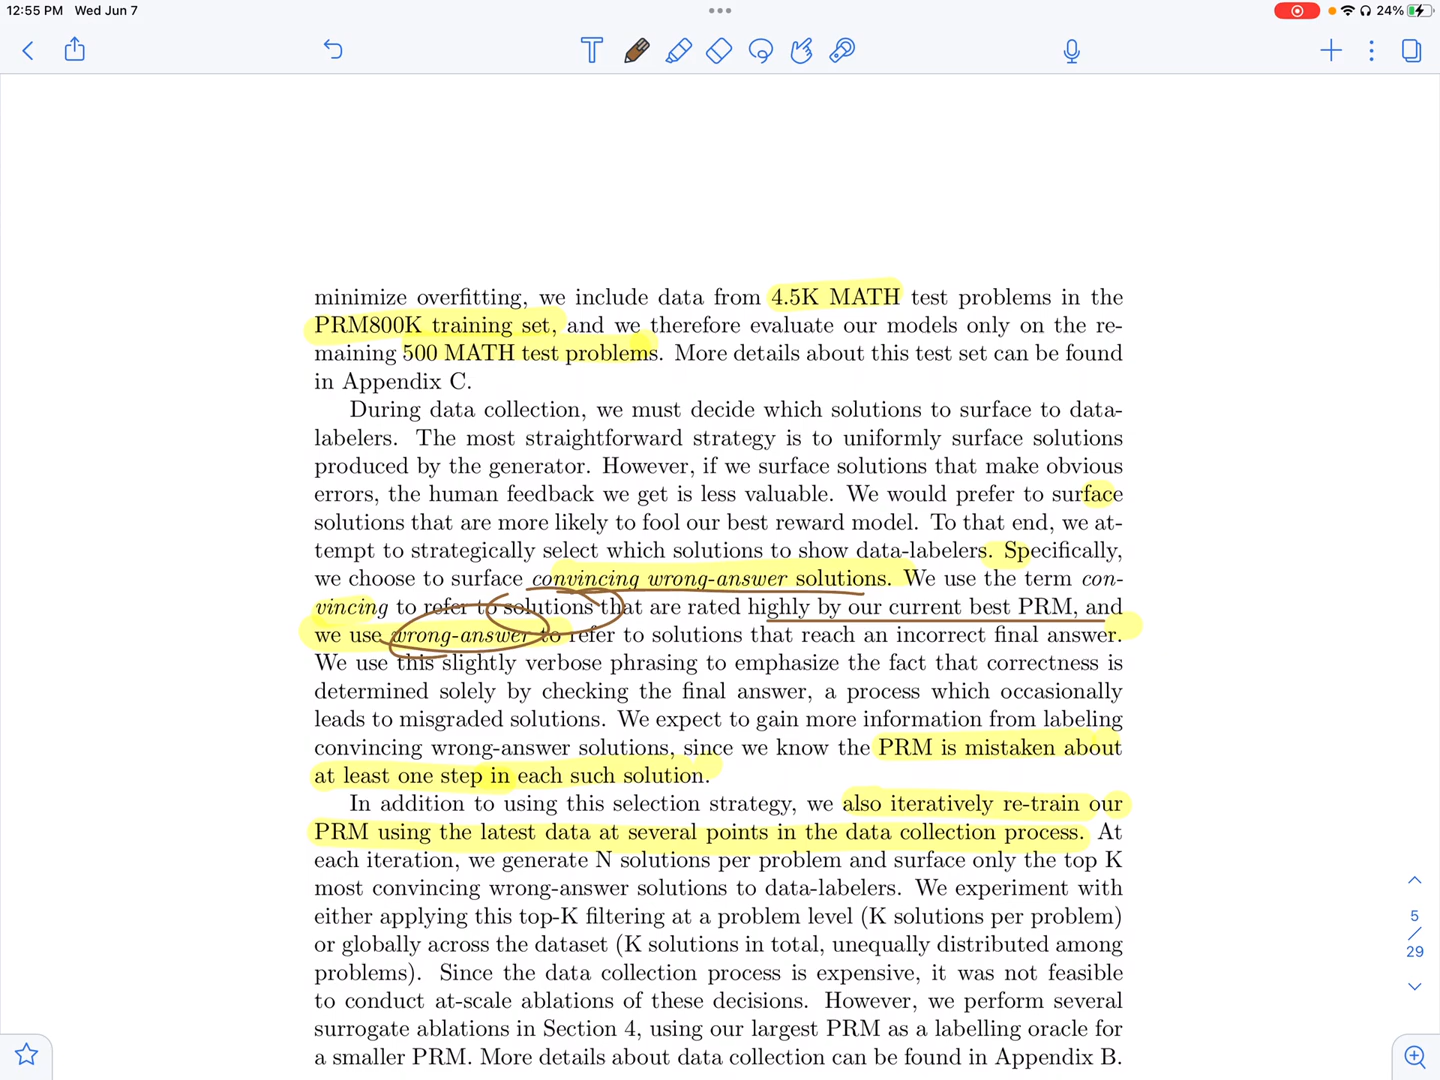 12:55 PM Wed Jun 7
24%
T
minimize overfitting, we include data from 4.5K MATH test problems in the
PRM800K training set, and we therefore evaluate our models only on the re-
maining 500 MATH test problems. More details about this test set can be found
in Appendix C.
During data collection, we must decide which solutions to surface to data-
labelers. The most straightforward strategy is to uniformly surface solutions
produced by the generator. However, if we surface solutions that make obvious
errors, the human feedback we get is less valuable. We would prefer to surface
solutions that are more likely to fool our best reward model. To that end, we at-
tempt to strategically select which solutions to show data-labelers. Specifically,
we choose to surface convincing wrong-answer solutions. We use the term con-
vincing to refer to solutions that are rated highly by our current best PRM, and
we use wrong-answer to refer to solutions that reach an incorrect final answer.
We use this slightly verbose phrasing to emphasize the fact that correctness is
determined solely by checking the final answer, a process which occasionally
leads to misgraded solutions. We expect to gain more information from labeling
convincing wrong-answer solutions, since we know the PRM is mistaken about
at least one step in each such solution.
In addition to using this selection strategy, we also iteratively re-train our
PRM using the latest data at several points in the data collection process. At
each iteration, we generate N solutions per problem and surface only the top K
most convincing wrong-answer solutions to data-labelers. We experiment with
either applying this top-K filtering at a problem level (K solutions per problem)
or globally across the dataset (K solutions in total, unequally distributed among
problems). Since the data collection process is expensive, it was not feasible
to conduct at-scale ablations of these decisions. However, we perform several
surrogate ablations in Section 4, using our largest PRM as a labelling oracle for
a smaller PRM. More details about data collection can be found in Appendix B.
5
/
29